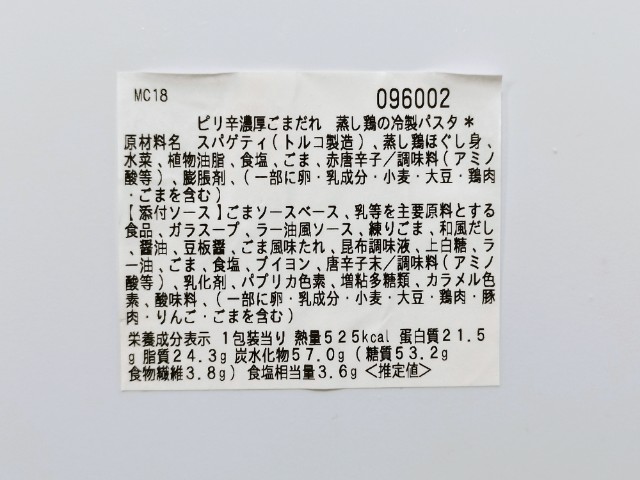 MC18
096002
ピリ辛濃厚ごまだれ 蒸し鶏の冷製パスタ*
原材料名 スパゲティ(トルコ製造)、蒸し鶏ほぐし身、
水菜、植物油脂、食塩、ごま、赤唐辛子/調味料(アミノ
酸等)、膨脹剤、(一部に卵・乳成分・小麦・大豆・鶏肉
・ごまを含む)
【添付ソース】ごまソースベース、乳等を主要原料とする
食品、ガラスープ、ラー油風ソース、練りごま、和風だし
、醤油、豆板醤、ごま風味たれ、昆布調味液、上白糖、ラ
ー油、ごま、食塩、ブイヨン、唐辛子末/調味料(アミノ
酸等)、乳化剤、パプリカ色素、増粘多糖類、カラメル色
素、酸味料、(一部に卵・乳成分・小麦・大豆・鶏肉・豚
肉・りんご・ごまを含む)
栄養成分表示 1包装当り 熱量525kcal 蛋白質21.5
g 脂質24.3g 炭水化物57.0g(糖質53.2g
食物繊維3.8g) 食塩相当量3.6g<推定値>